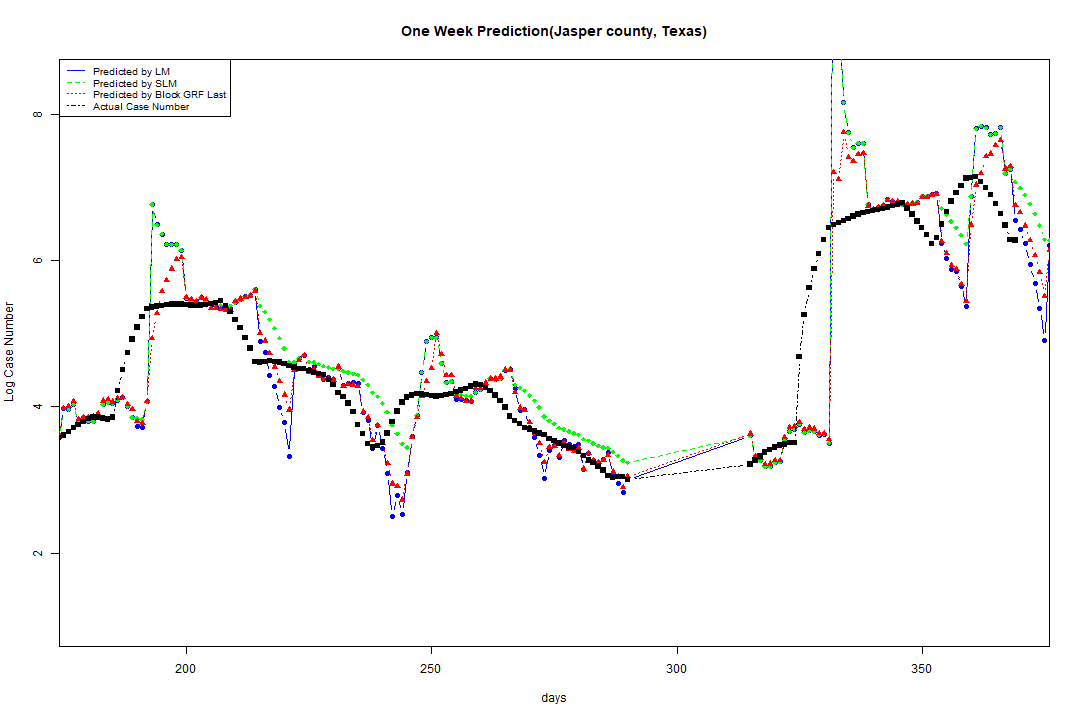 One Week Prediction(Jasper county, Texas)
Predicted by LM
Predicted by SLM
Predicted by Block GRF Last
Actual Case Number
8
6
4
2
Log Case Number
200 250 300 350
days